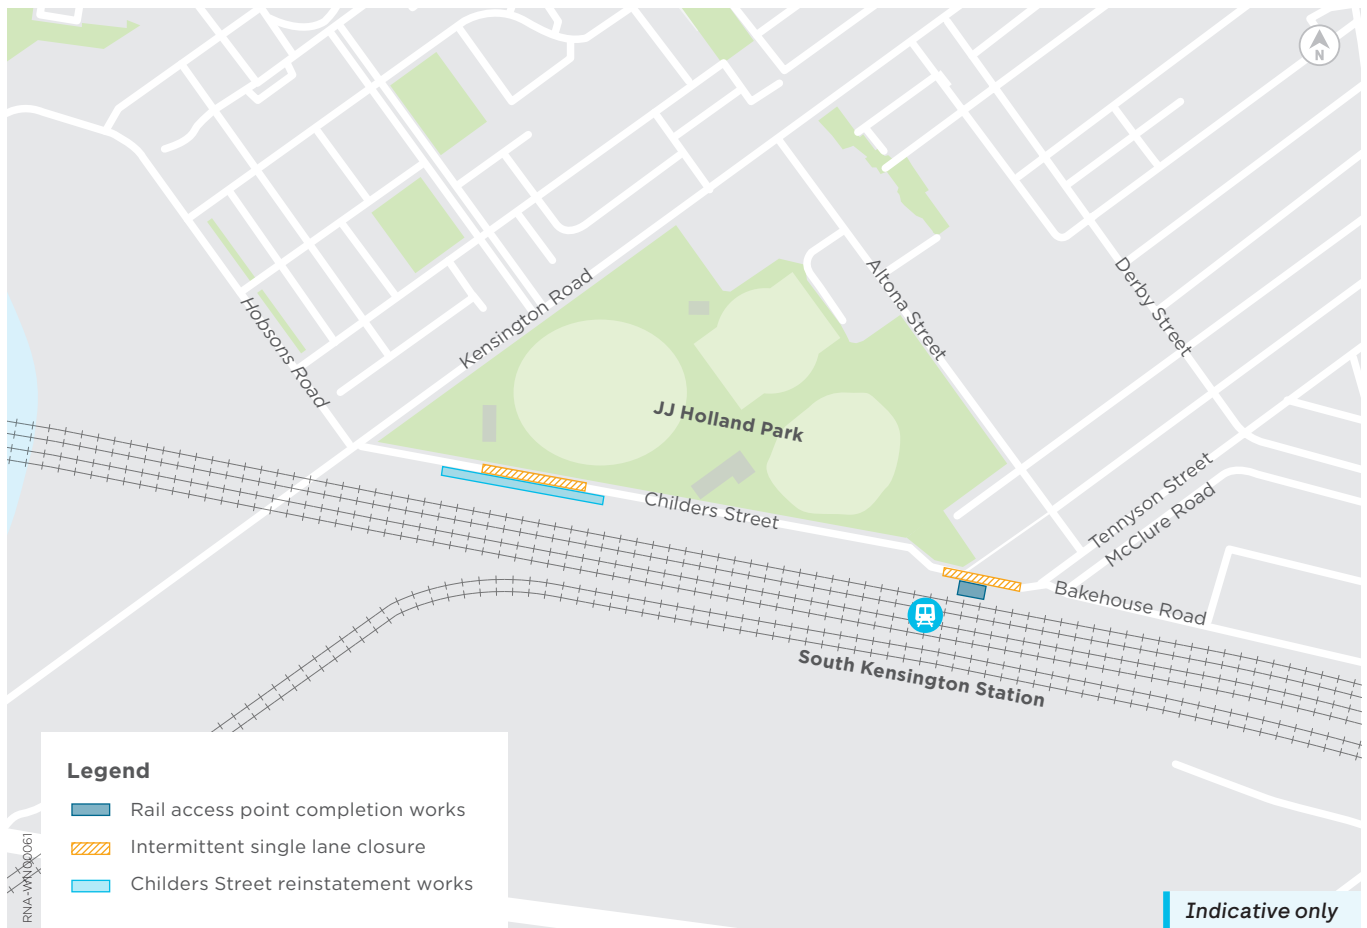 N
Hobsons Road
Kensington Road
Altona Street
Derby Street
JJ Holland Park
Childers Street
Tennyson Street
McClure Road
Bakehouse Road
South Kensington Station
Legend
Rail access point completion works
Intermittent single lane closure
Childers Street reinstatement works
RNA-WN00061
Indicative only